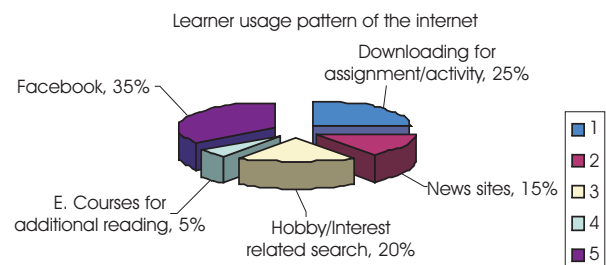 Learner usage pattern of the internet
Downloading for
assignment/activity, 25%
Facebook, 35%
News sites, 15%
E. Courses for
additional reading, 5%
Hobby/Interest
related search, 20%
1
2
3
4
5